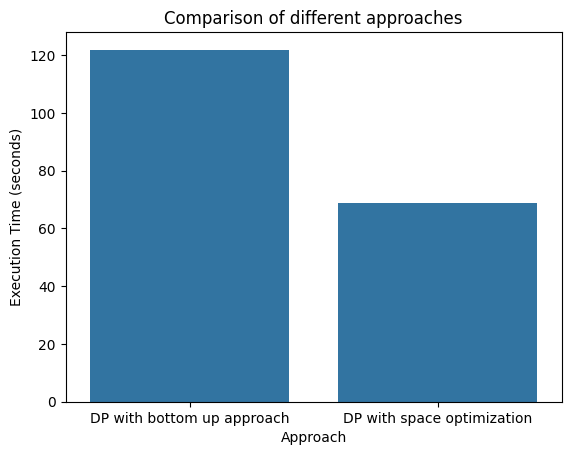 Comparison of different approaches
Execution Time (seconds)
120
100
80
60
40
20
0
DP with bottom up approach
DP with space optimization
Approach